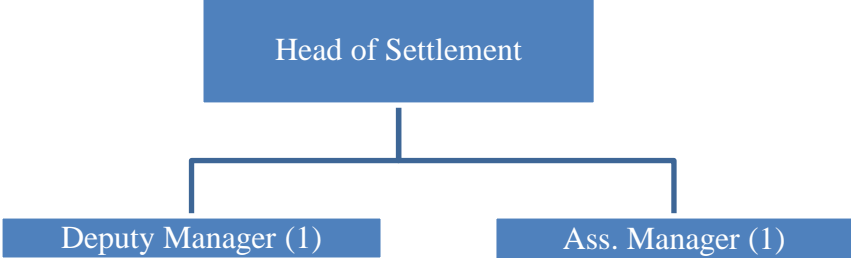 Head of Settlement
Deputy Manager (1)
Ass. Manager (1)